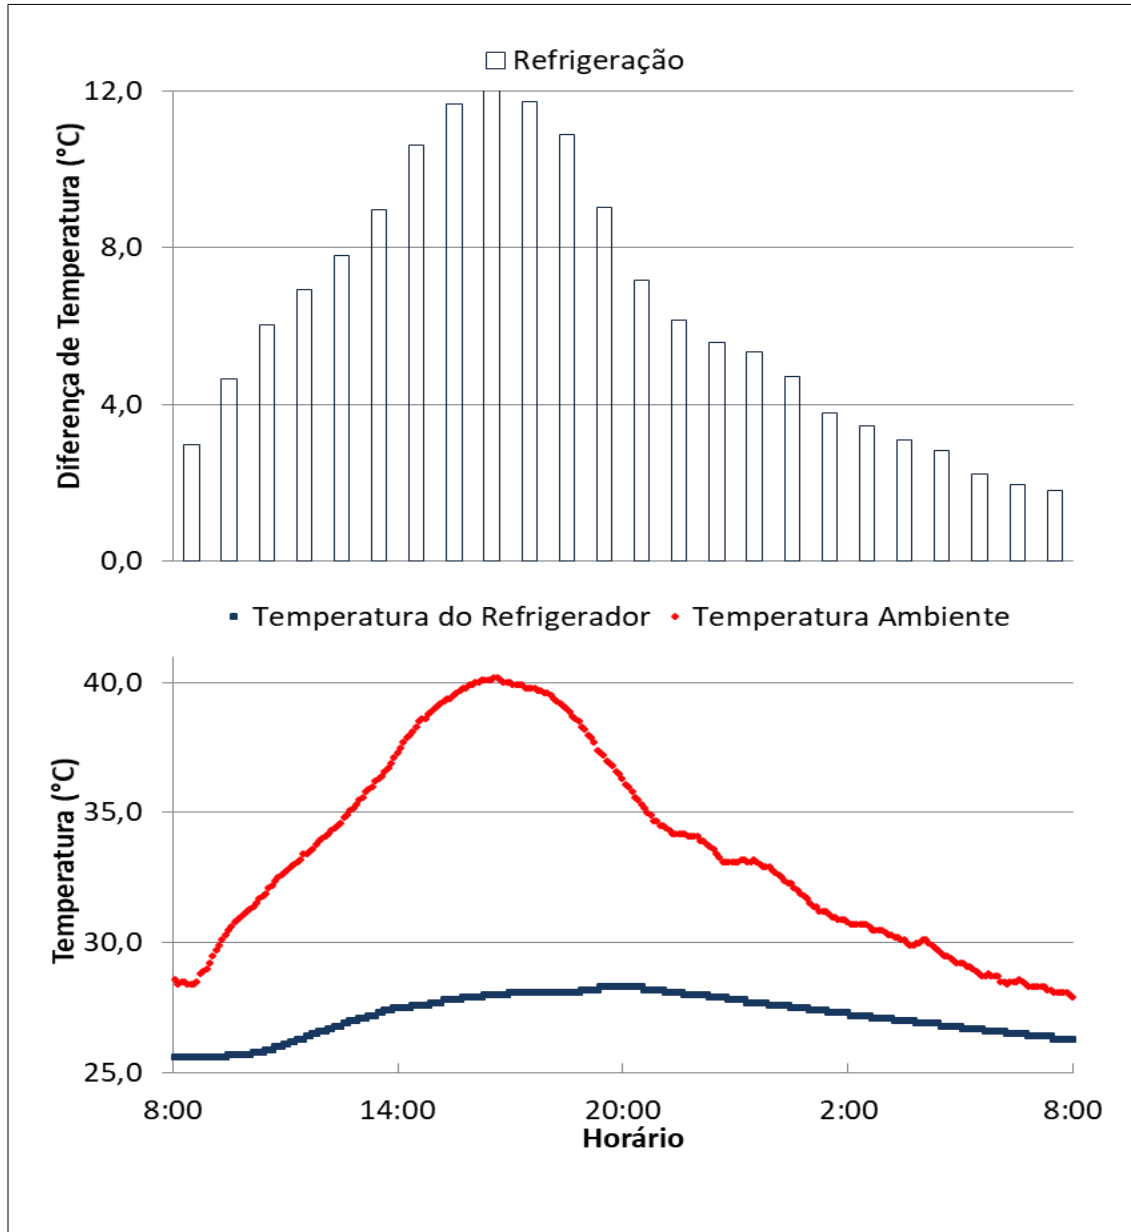 Refrigeração
12,0
8,0
4,0
0,0
Diferença de Temperatura (°C)
Temperatura do Refrigerador Temperatura Ambiente
40,0
35,0
30,0
25,0
Temperatura (°C)
8:00 14:00 20:00 2:00 8:00
Horário